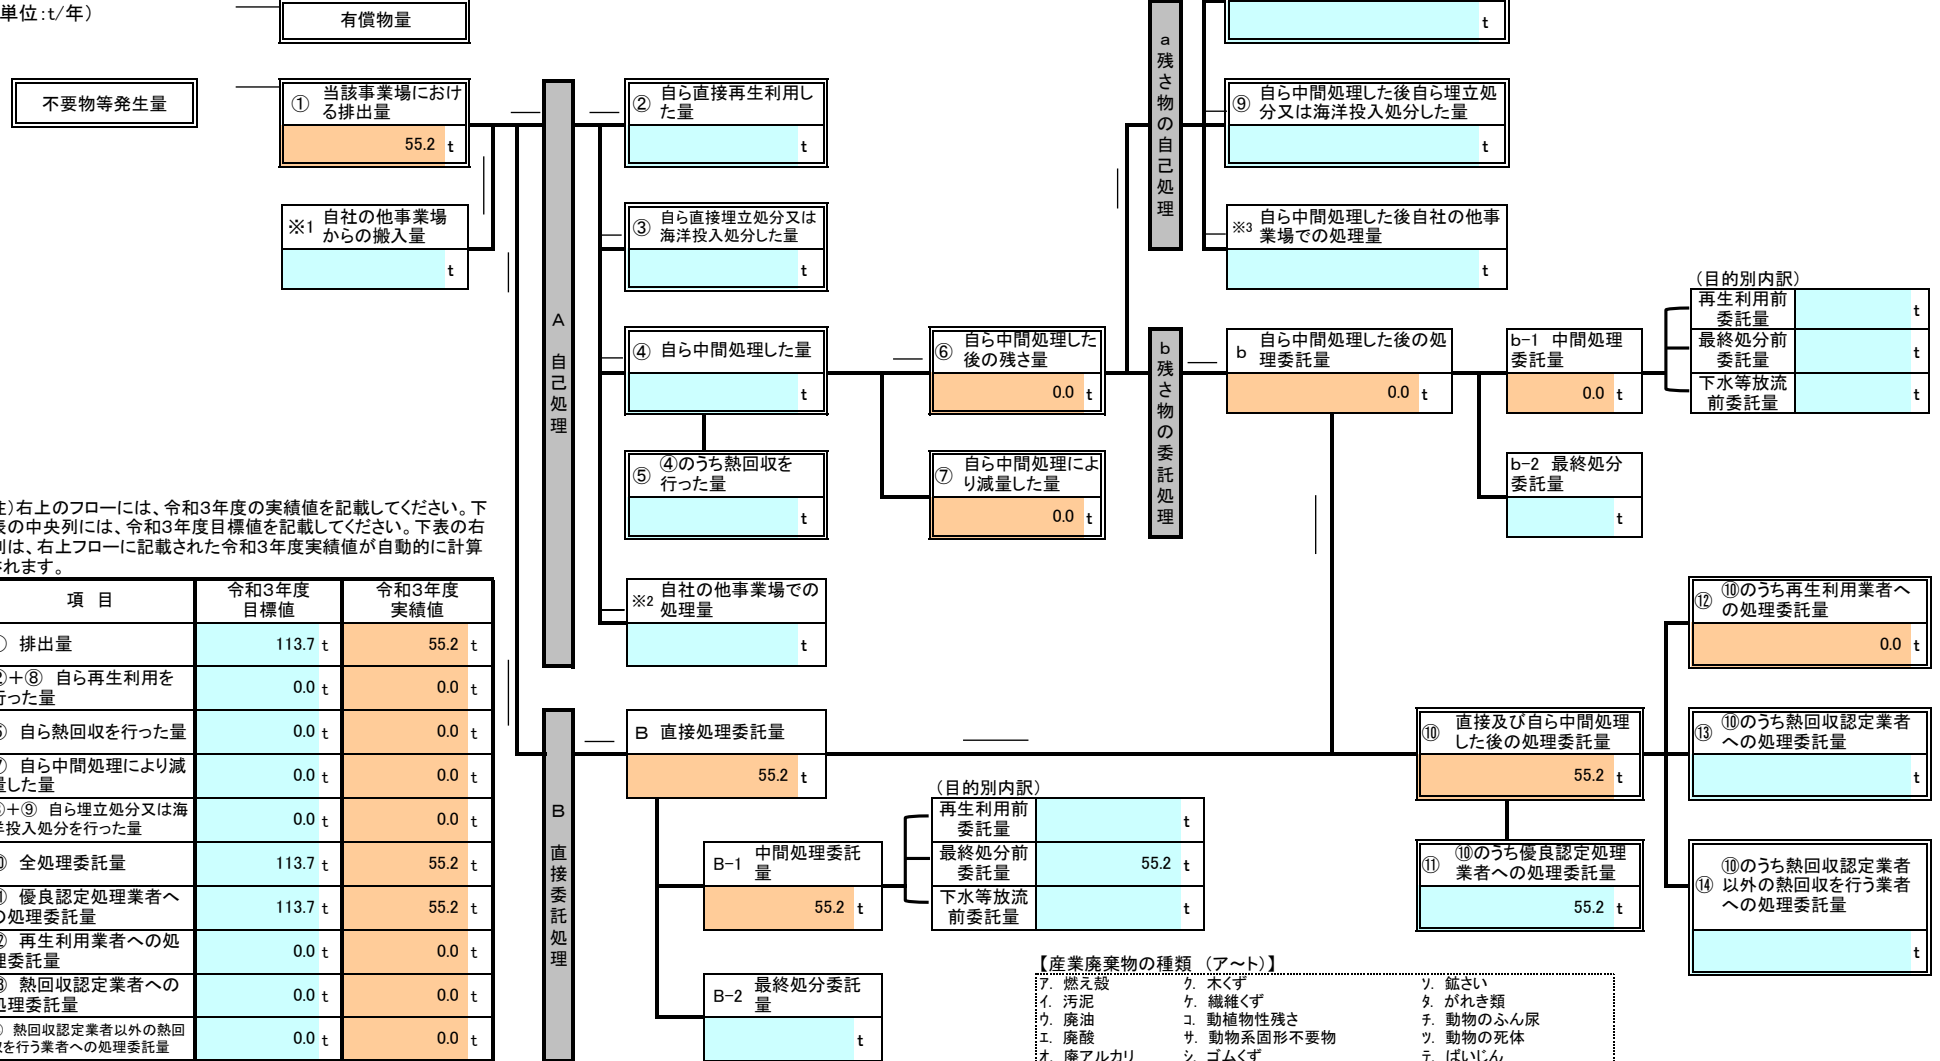 単位:t/年）
有償物量
t
不要物等発生量
① 当該事業場におけ
る排出量
55.2 t
※1 自社の他事業場
からの搬入量
t
A 自己処理
② 自ら直接再生利用し
た量
t
③ 自ら直接埋立処分又は
海洋投入処分した量
t
④ 自ら中間処理した量
t
⑤ ④のうち熱回収を
行った量
t
※2 自社の他事業場での
処理量
t
⑥ 自ら中間処理した
後の残さ量
0.0 t
⑦ 自ら中間処理によ
り減量した量
0.0 t
a残さ物の自己処理
⑨ 自ら中間処理した後自ら埋立処
分又は海洋投入処分した量
t
※3 自ら中間処理した後自社の他事
業場での処理量
t
b残さ物の委託処理
b 自ら中間処理した後の処
理委託量
0.0 t
b-1 中間処理
委託量
0.0 t
b-2 最終処分
委託量
t
（目的別内訳）
再生利用前
委託量
t
最終処分前
委託量
t
下水等放流
前委託量
t
注）右上のフローには、令和3年度の実績値を記載してください。下
表の中央列には、令和3年度目標値を記載してください。下表の右
列は、右上フローに記載された令和3年度実績値が自動的に計算
されます。
項 目
令和3年度
目標値
令和3年度
実績値
① 排出量 113.7 t 55.2 t
②+⑧ 自ら再生利用を
行った量 0.0 t 0.0 t
⑤ 自ら熱回収を行った量 0.0 t 0.0 t
⑦ 自ら中間処理により減
量した量 0.0 t 0.0 t
③+⑨ 自ら埋立処分又は海
洋投入処分を行った量 0.0 t 0.0 t
⑩ 全処理委託量 113.7 t 55.2 t
⑪ 優良認定処理業者へ
の処理委託量 113.7 t 55.2 t
⑫ 再生利用業者への処
理委託量 0.0 t 0.0 t
⑬ 熱回収認定業者への
処理委託量 0.0 t 0.0 t
⑭ 熱回収認定業者以外の熱回
収を行う業者への処理委託量 0.0 t 0.0 t
B 直接委託処理
B 直接処理委託量
55.2 t
B-1 中間処理委託
量
55.2 t
B-2 最終処分委託
量
t
（目的別内訳）
再生利用前
委託量
t
最終処分前
委託量
55.2 t
下水等放流
前委託量
t
⑩ 直接及び自ら中間処理
した後の処理委託量
55.2 t
⑪ ⑩のうち優良認定処理
業者への処理委託量
55.2 t
⑫ ⑩のうち再生利用業者へ
の処理委託量
0.0 t
⑬ ⑩のうち熱回収認定業者
への処理委託量
t
⑭ ⑩のうち熱回収認定業者
以外の熱回収を行う業者
への処理委託量
t
【産業廃棄物の種類 （ア～ト）】
ア. 燃え殻 ク. 木くず ソ. 鉱さい
イ. 汚泥 ケ. 繊維くず タ. がれき類
ウ. 廃油 コ. 動植物性残さ チ. 動物のふん尿
エ. 廃酸 サ. 動物系固形不要物 ツ. 動物の死体
オ. 廃アルカリ シ. ゴムくず テ. ばいじん